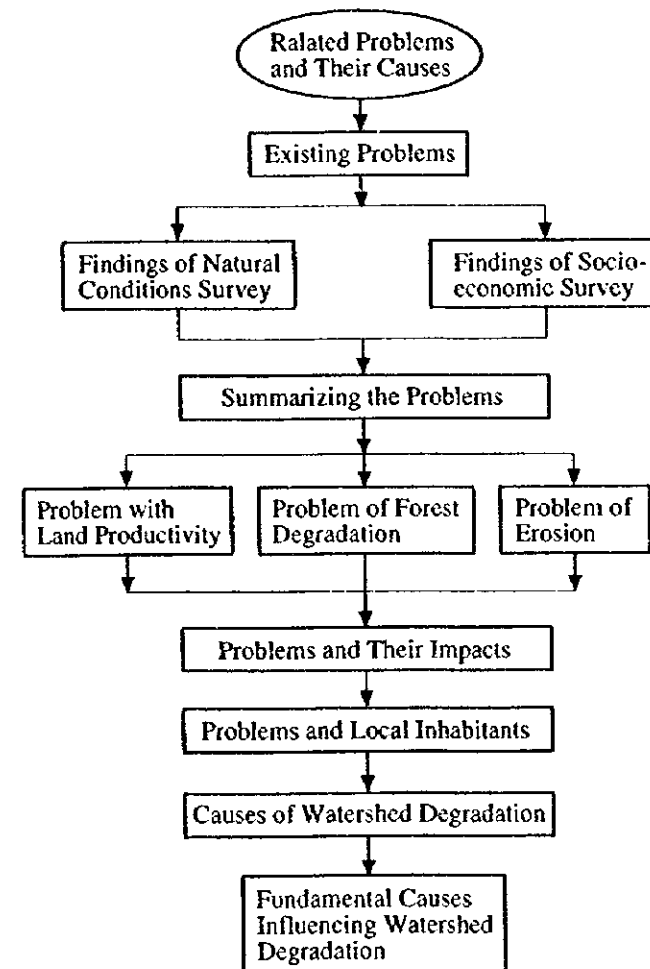 Ralated Problems
and Their Causes
Existing Problems
Findings of Natural
Conditions Survey
Findings of Socio-
economic Survey
Summarizing the Problems
Problem with
Land Productivity
Problem of Forest
Degradation
Problem of
Erosion
Problems and Their Impacts
Problems and Local Inhabitants
Causes of Watershed Degradation
Fundamental Causes
Influencing Watershed
Degradation